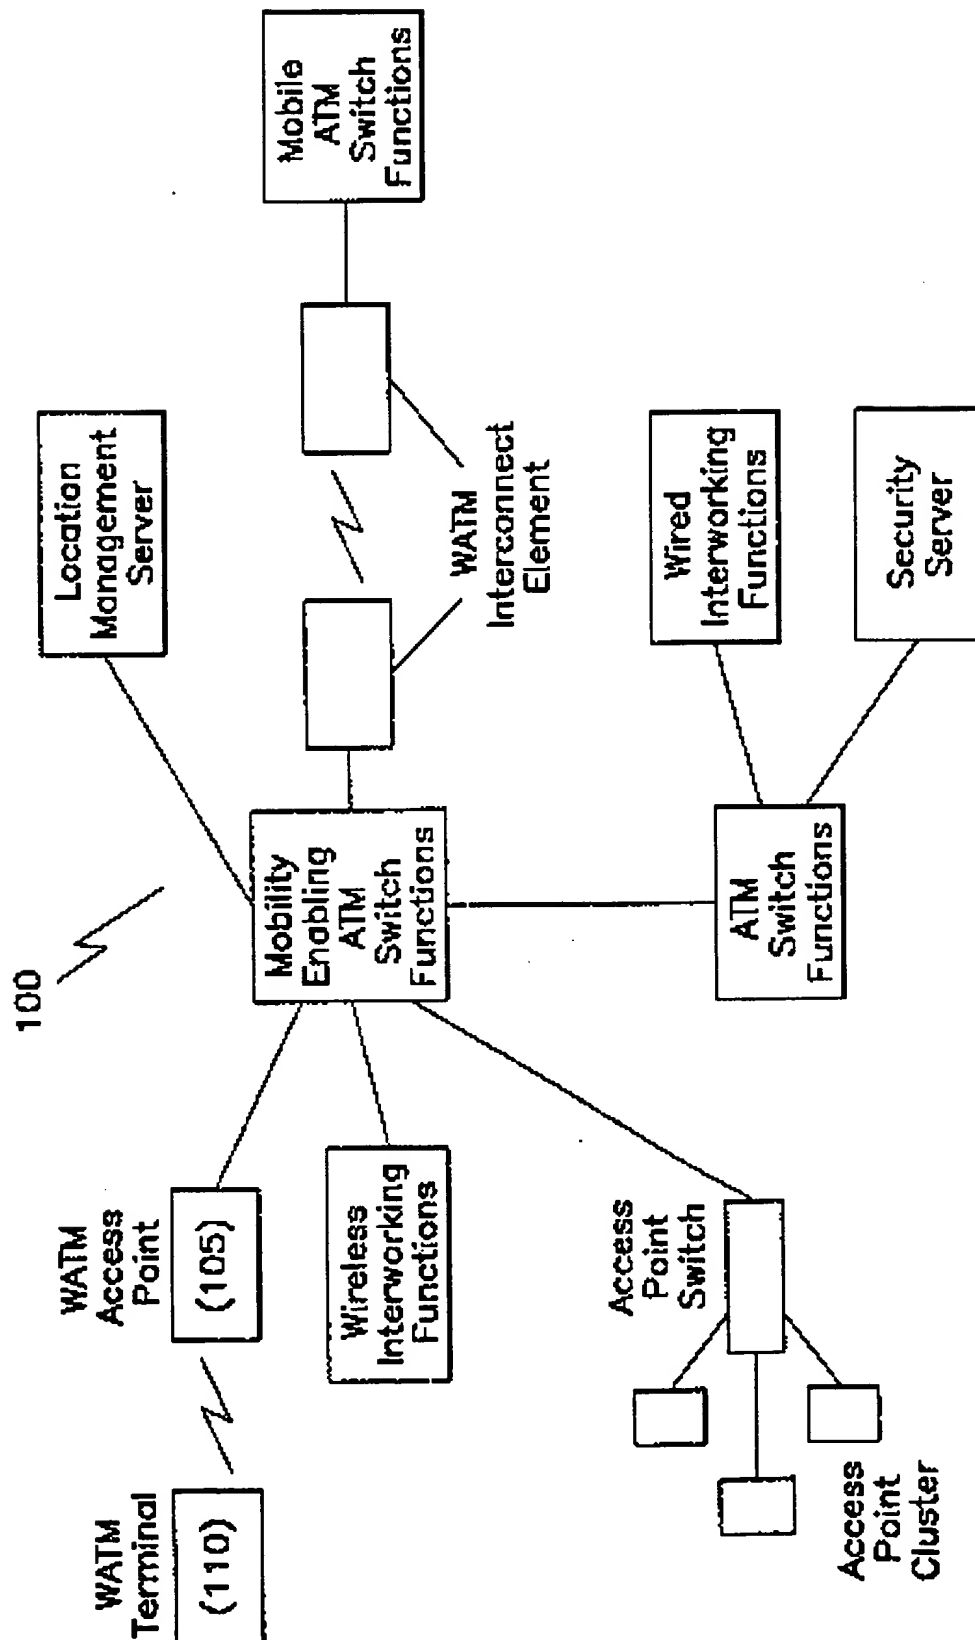 100
WATM
Terminal
(110)
WATM
Access
Point
(105)
Wireless
Interworking
Functions
Mobility
Enabling
ATM
Switch
Functions
Location
Management
Server
WATM
Interconnect
Element
Mobile
ATM
Switch
Functions
Access
Point
Switch
Access
Point
Cluster
ATM
Switch
Functions
Wired
Interworking
Functions
Security
Server